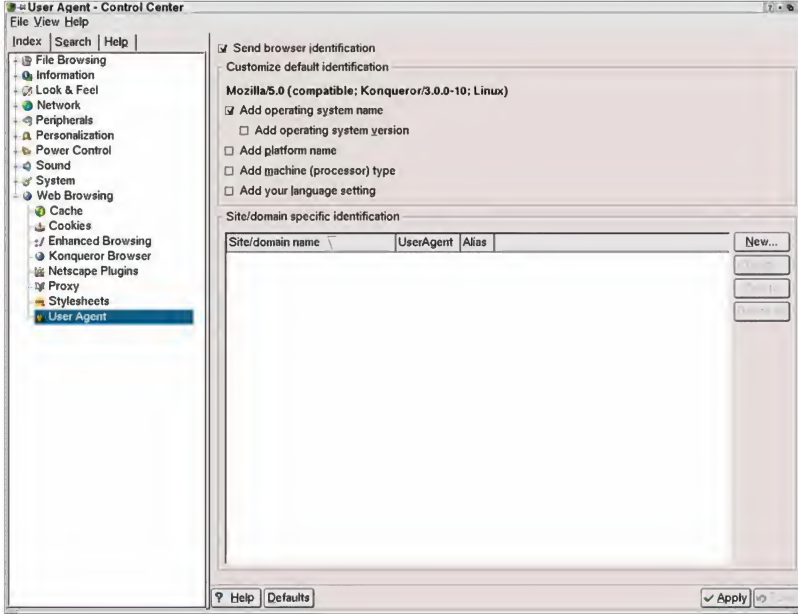 User Agent - Control Center
File View Help
Index Search Help
File Browsing
Information
Look & Feel
Network
Peripherals
Personalization
Power Control
Sound
System
Web Browsing
Cache
Cookies
Enhanced Browsing
Konqueror Browser
Netscape Plugins
Proxy
Stylesheets
User Agent
Send browser identification
Customize default identification
Mozilla/5.0 (compatible; Konqueror/3.0.0-10; Linux)
Add operating system name
Add operating system version
Add platform name
Add machine (processor) type
Add your language setting
Site/domain specific identification
Site/domain name UserAgent Alias
New...
? Help Defaults
Apply